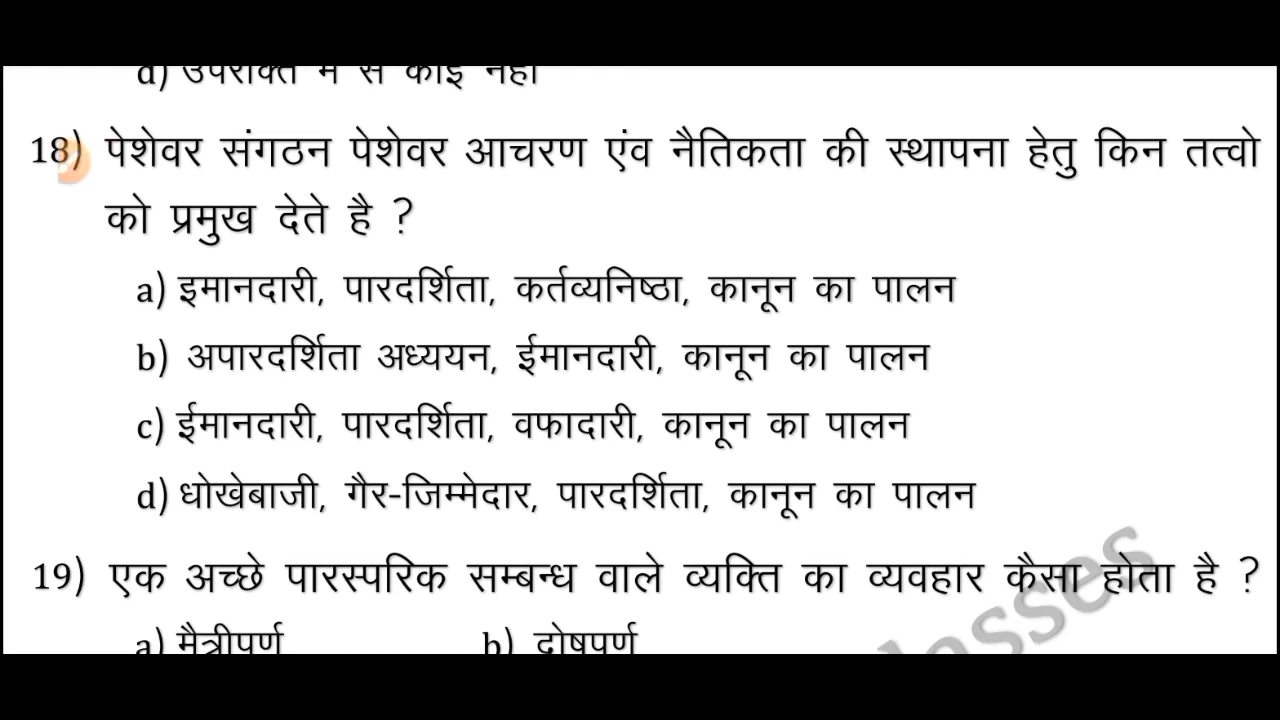 d) उपरोक्त में से कोई नहीं
18) पेशेवर संगठन पेशेवर आचरण एंव नैतिकता की स्थापना हेतु किन तत्वो
को प्रमुख देते है ?
a) इमानदारी, पारदर्शिता, कर्तव्यनिष्ठा, कानून का पालन
b) अपारदर्शिता अध्ययन, ईमानदारी, कानून का पालन
c) ईमानदारी, पारदर्शिता, वफादारी, कानून का पालन
d) धोखेबाजी, गैर-जिम्मेदार, पारदर्शिता, कानून का पालन
19) एक अच्छे पारस्परिक सम्बन्ध वाले व्यक्ति का व्यवहार कैसा होता है ?
a) मैत्रीपूर्ण b) दोषपूर्ण